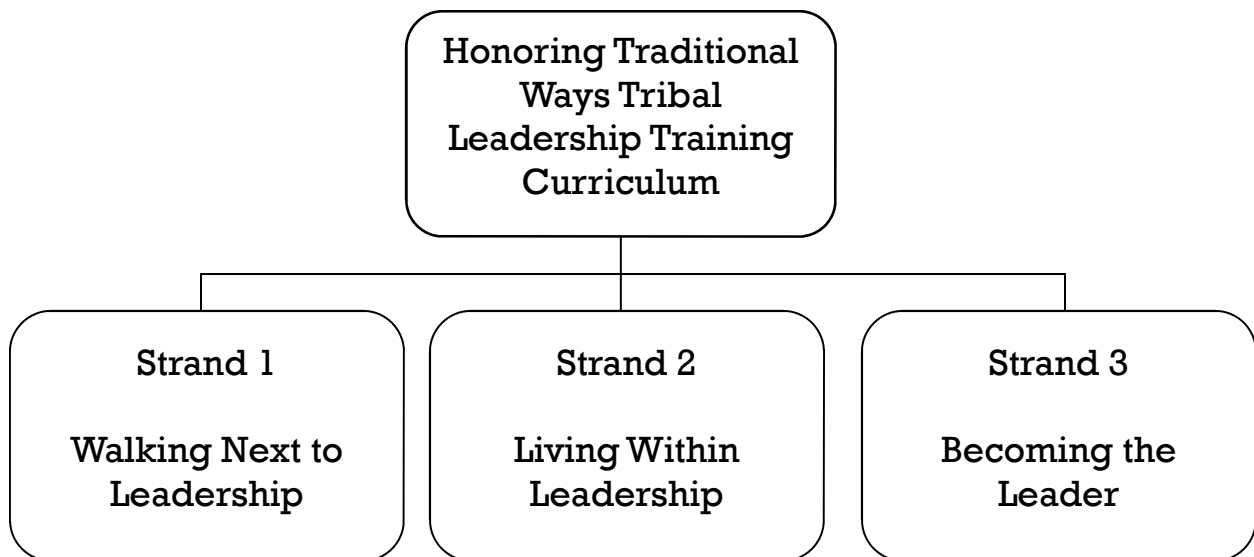 Honoring Traditional
Ways Tribal
Leadership Training
Curriculum
Strand 1
Walking Next to
Leadership
Strand 2
Living Within
Leadership
Strand 3
Becoming the
Leader